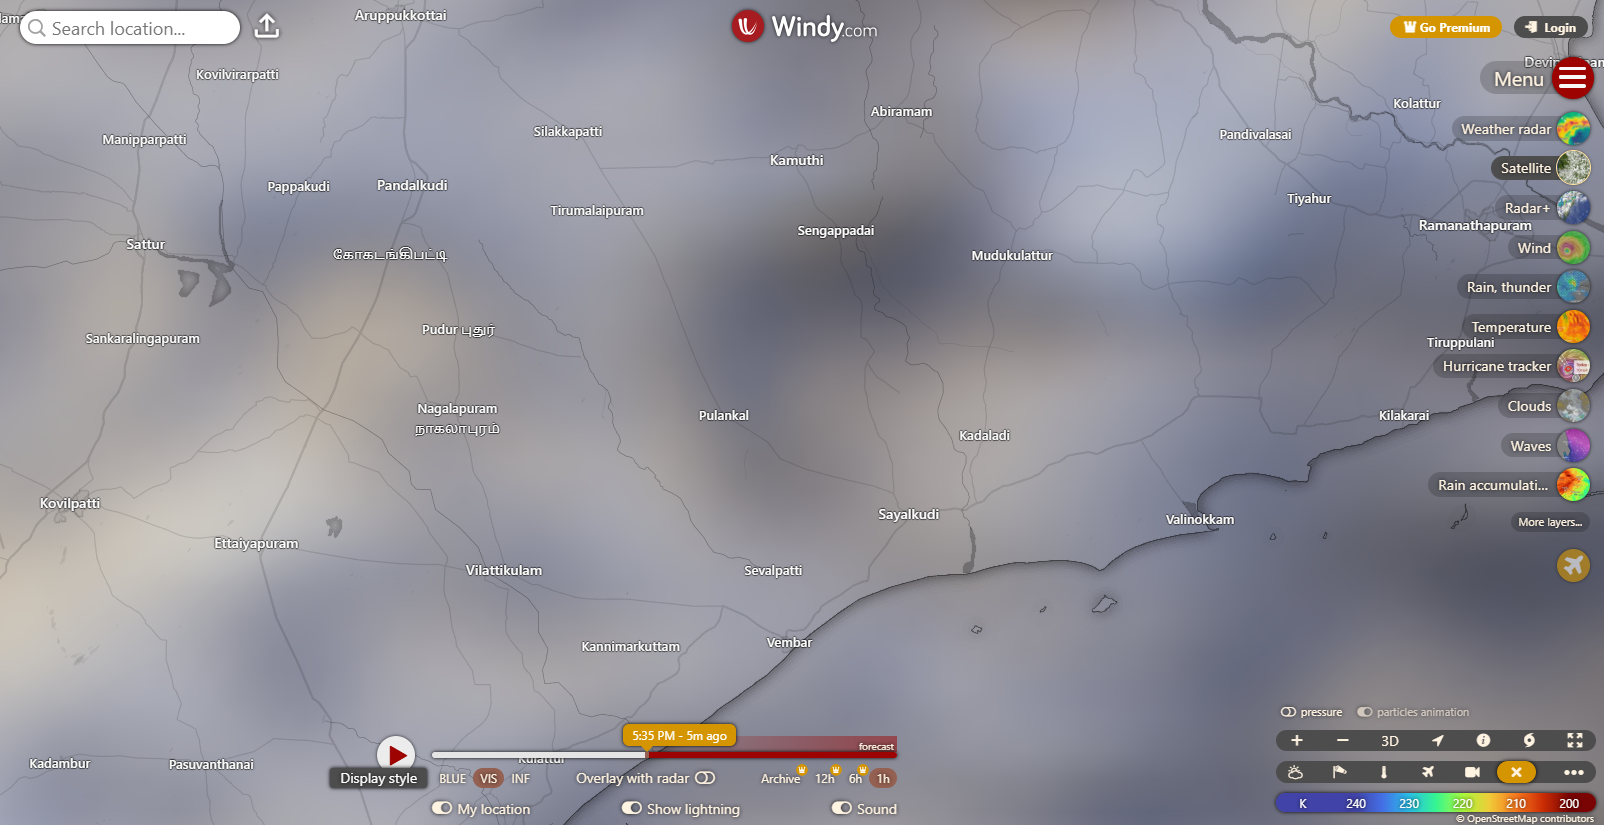 Aruppukkottai
Search location...
Windy.com
Go Premium
Login
Kovilvirarpatti
Menu
Abiramam
Kolattur
Manipparpatti
Silakkapatti
Pandivalasai
Weather radar
Kamuthi
Satellite
Pappakudi
Pandalkudi
Tirumalaipuram
Tiyahur
Radar+
Ramanathapuram
Sengappadai
Sattur
கோகடங்கிபட்டி
Mudukulattur
Wind
Rain, thunder
Pudur புதுர்
Temperature
Sankaralingapuram
Tiruppulani
Hurricane tracker
Nagalapuram
நாகலாபுரம்
Pulankal
Kilakarai
Clouds
Kadaladi
Waves
Rain accumulati...
Kovilpatti
Sayalkudi
Valinokkam
More layers...
Ettaiyapuram
Vilattikulam
Sevalpatti
Kannimarkuttam
Vembar
pressure
particles animation
5:35 PM - 5m ago
forecast
3D
Kadambur
Pasuvanthanai
Kulattur
Display style
BLUE VIS INF
Overlay with radar
Archive 12h 6h 1h
My location
Show lightning
Sound
K 240 230 220 210 200
© OpenStreetMap contributors